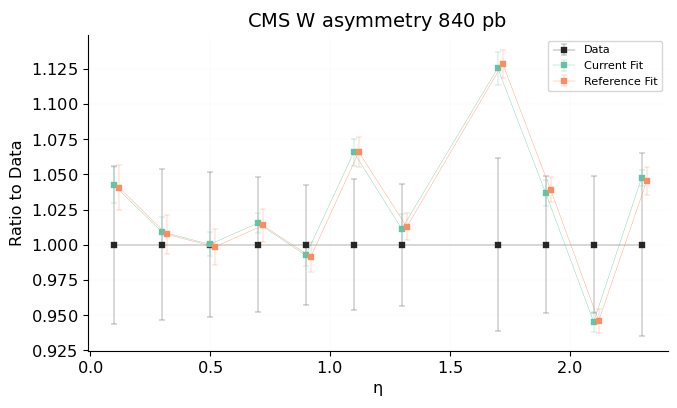 CMS W asymmetry 840 pb
Data
Current Fit
Reference Fit
Ratio to Data
1.125
1.100
1.075
1.050
1.025
1.000
0.975
0.950
0.925
0.0
0.5
1.0
1.5
2.0
η